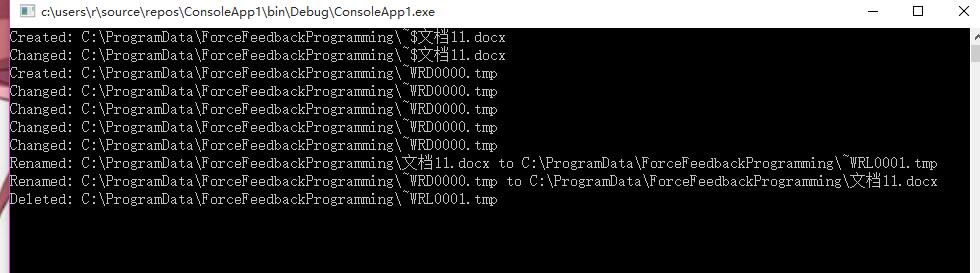 c:\users\r\source\repos\ConsoleApp1\bin\Debug\ConsoleApp1.exe
Created: C:\ProgramData\ForceFeedbackProgramming\~$文档11.docx
Changed: C:\ProgramData\ForceFeedbackProgramming\~$文档11.docx
Created: C:\ProgramData\ForceFeedbackProgramming\~WRD0000.tmp
Changed: C:\ProgramData\ForceFeedbackProgramming\~WRD0000.tmp
Changed: C:\ProgramData\ForceFeedbackProgramming\~WRD0000.tmp
Changed: C:\ProgramData\ForceFeedbackProgramming\~WRD0000.tmp
Changed: C:\ProgramData\ForceFeedbackProgramming\~WRD0000.tmp
Renamed: C:\ProgramData\ForceFeedbackProgramming\文档11.docx to C:\ProgramData\ForceFeedbackProgramming\~WRL0001.tmp
Renamed: C:\ProgramData\ForceFeedbackProgramming\~WRD0000.tmp to C:\ProgramData\ForceFeedbackProgramming\文档11.docx
Deleted: C:\ProgramData\ForceFeedbackProgramming\~WRL0001.tmp